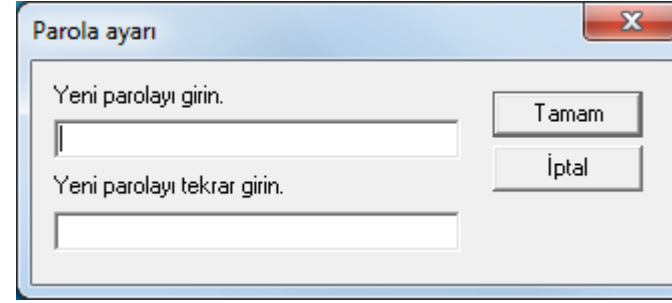 Parola ayarı
Yeni parolayı girin.
Tamam
İptal
Yeni parolayı tekrar girin.